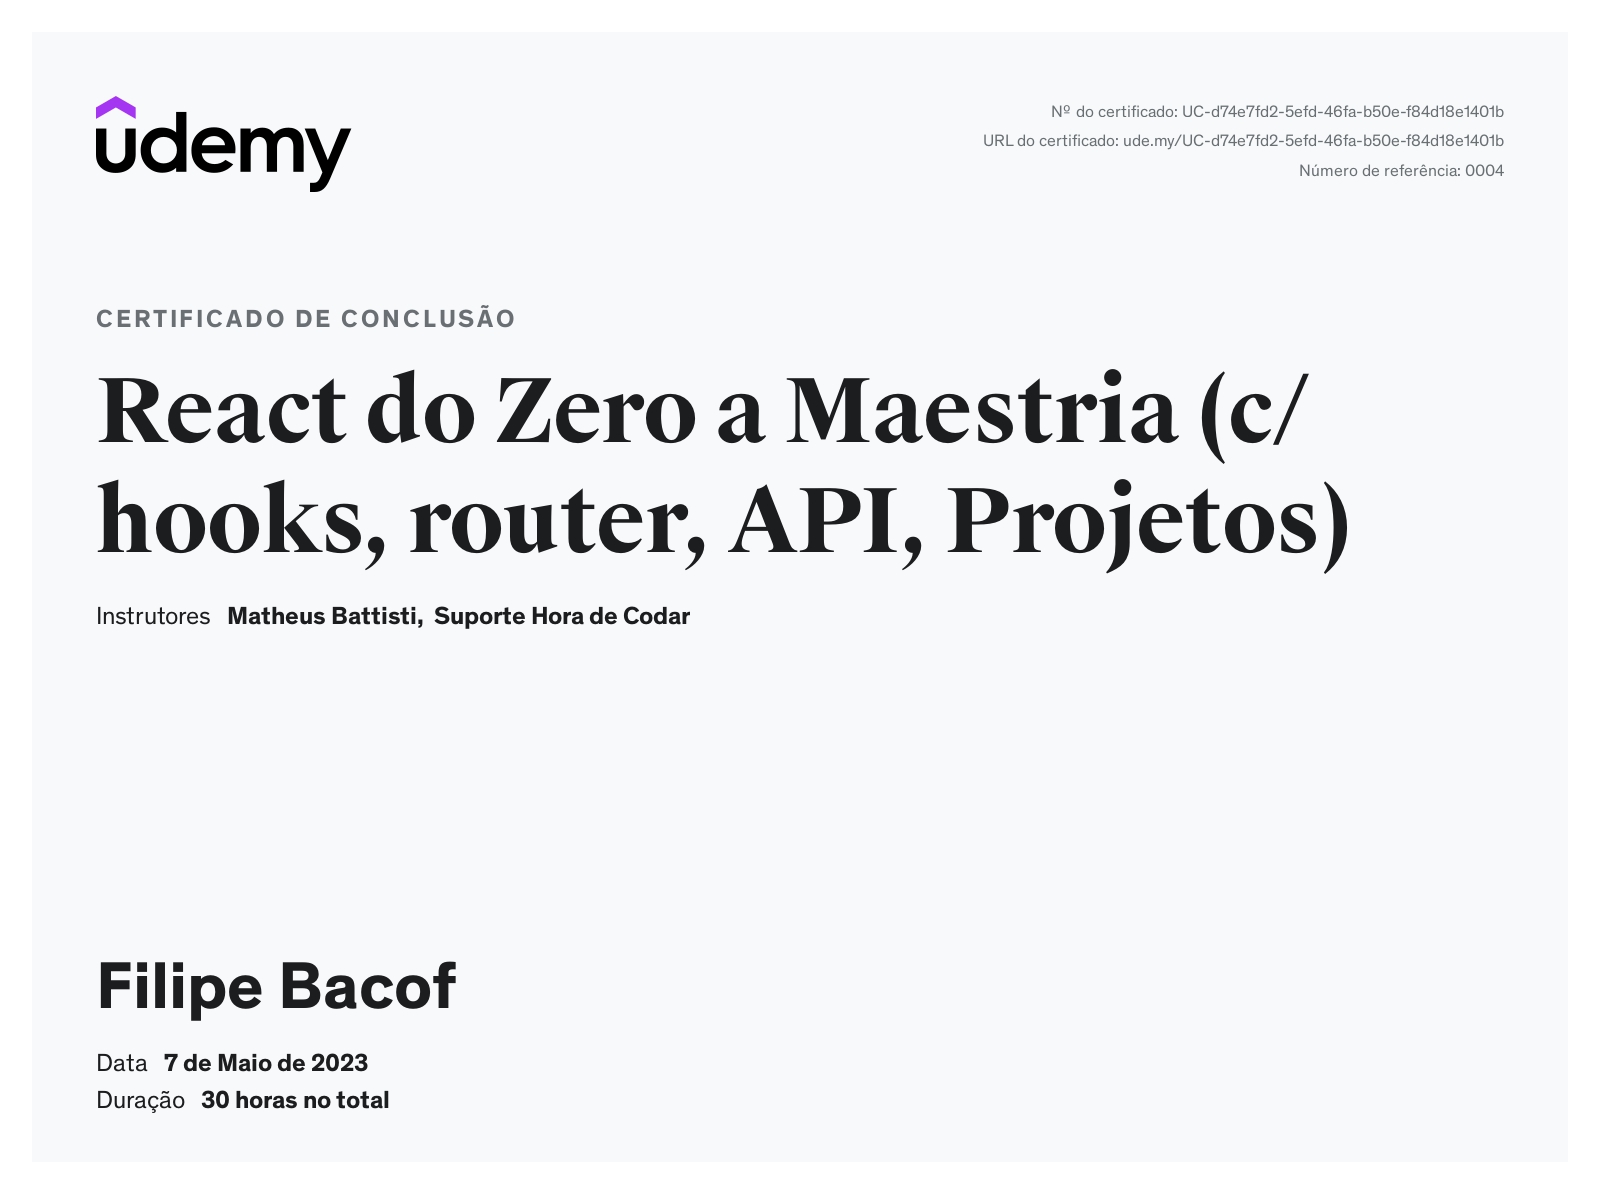 udemy
Nº do certificado: UC-d74e7fd2-5efd-46fa-b50e-f84d18e1401b
URL do certificado: ude.my/UC-d74e7fd2-5efd-46fa-b50e-f84d18e1401b
Número de referência: 0004
CERTIFICADO DE CONCLUSÃO
React do Zero a Maestria (c/
hooks, router, API, Projetos)
Instrutores Matheus Battisti, Suporte Hora de Codar
Filipe Bacof
Data 7 de Maio de 2023
Duração 30 horas no total